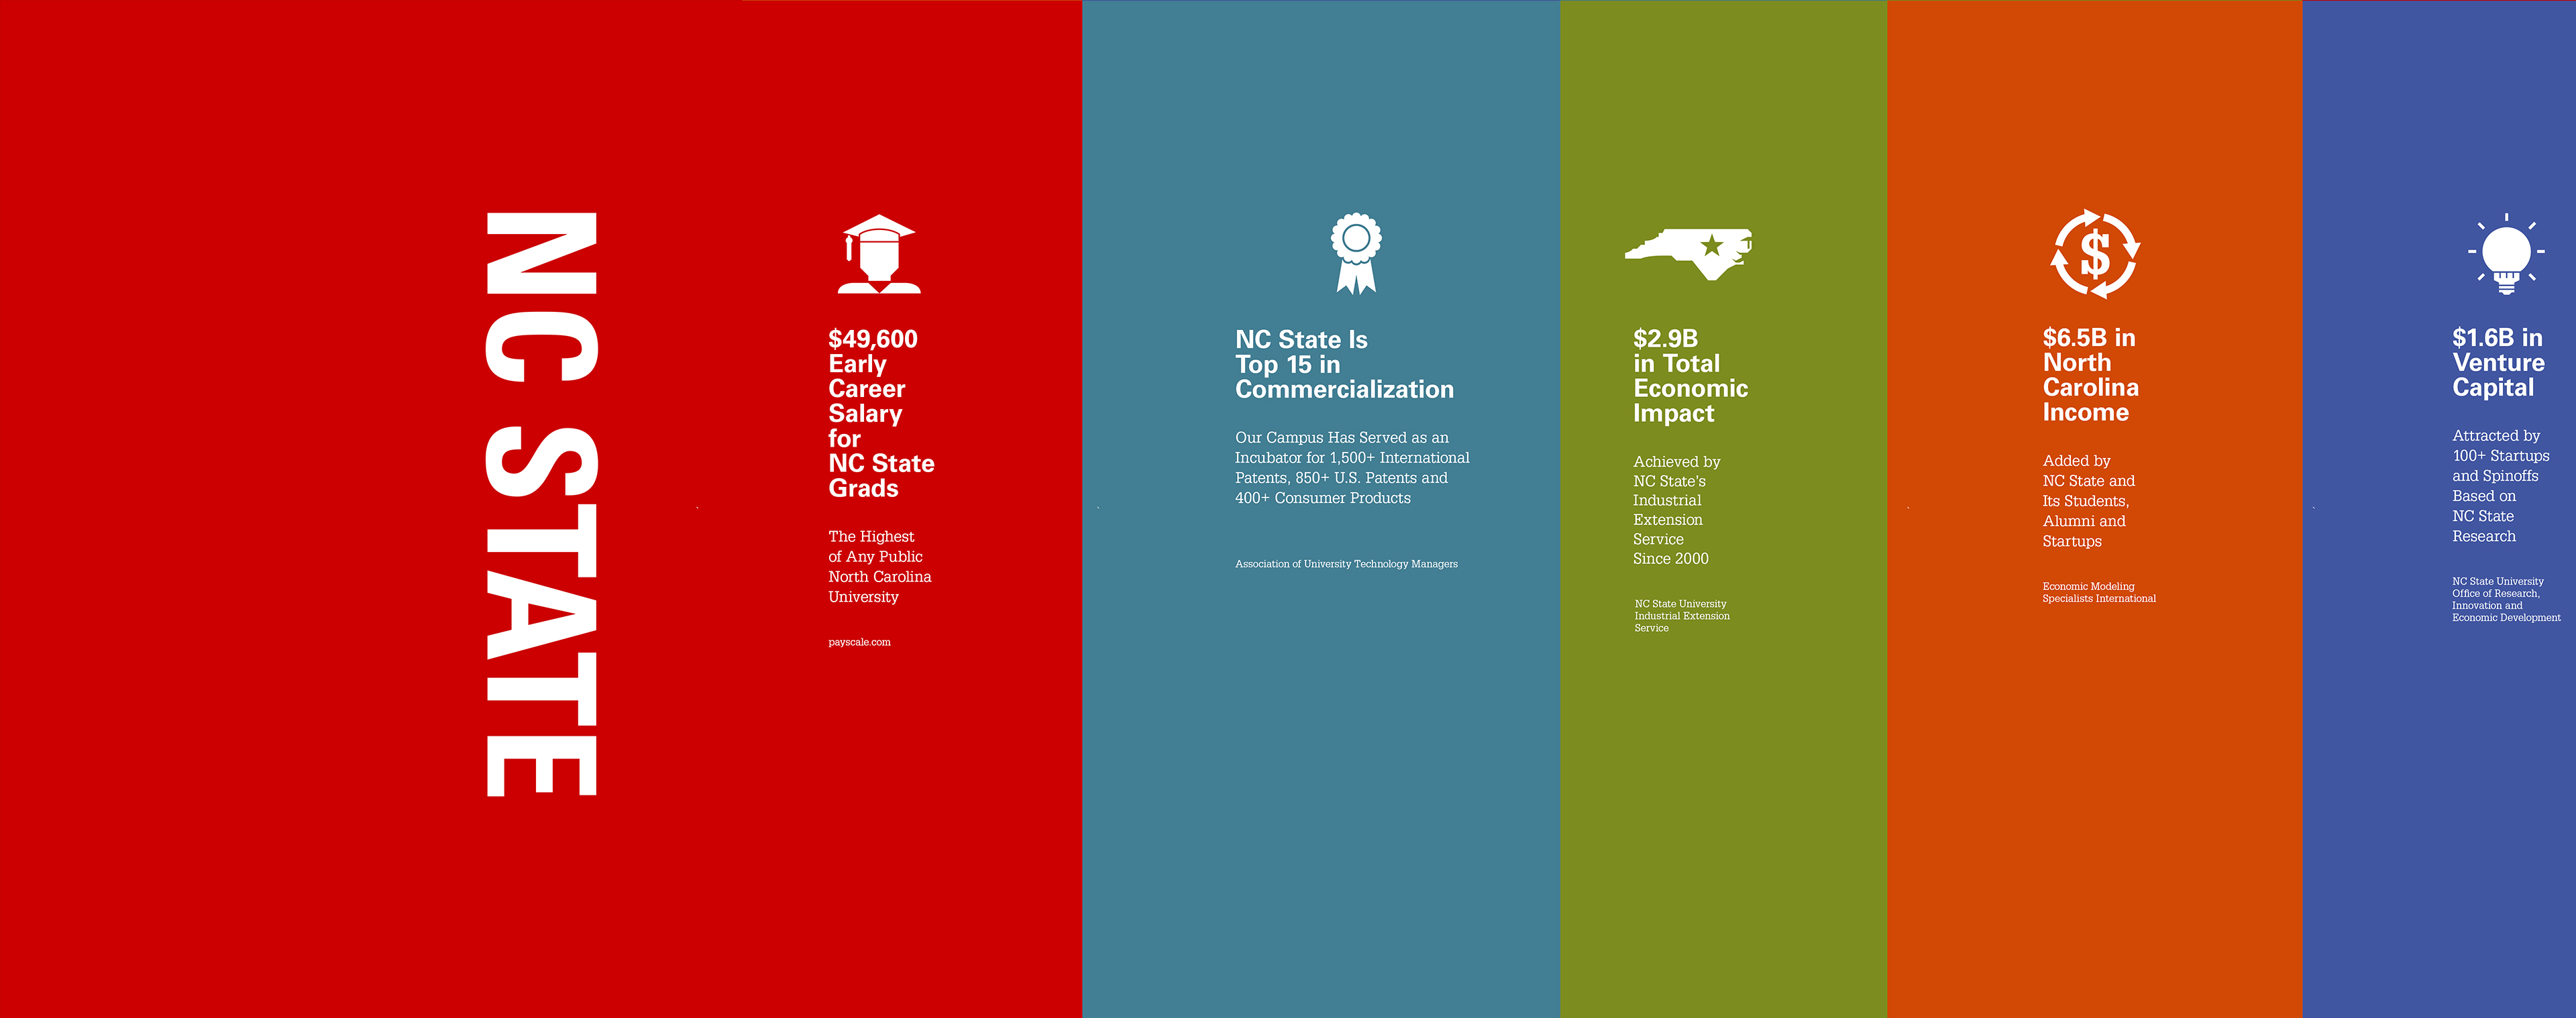 NC STATE
$49,600
Early
Career
Salary
for
NC State
Grads
The Highest
of Any Public
North Carolina
University
payscale.com
NC State Is
Top 15 in
Commercialization
Our Campus Has Served as an
Incubator for 1,500+ International
Patents, 850+ U.S. Patents and
400+ Consumer Products
Association of University Technology Managers
$2.9B
in Total
Economic
Impact
Achieved by
NC State’s
Industrial
Extension
Service
Since 2000
NC State University
Industrial Extension
Service
$6.5B in
North
Carolina
Income
Added by
NC State and
Its Students,
Alumni and
Startups
Economic Modeling
Specialists International
$1.6B in
Venture
Capital
Attracted by
100+ Startups
and Spinoffs
Based on
NC State
Research
NC State University
Office of Research,
Innovation and
Economic Development